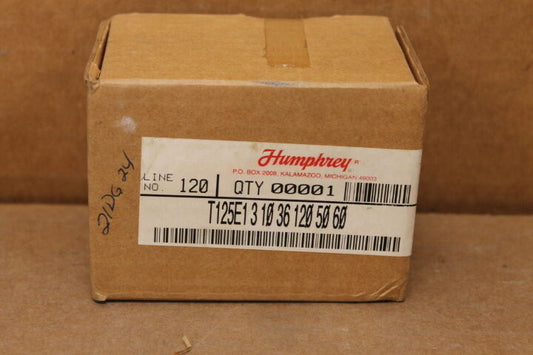 Humphrey®
P.O. BOX 2008, KALAMAZOO, MICHIGAN 49003
LINE NO. 120 QTY 00001
T125E1 3 10 36 120 50 60